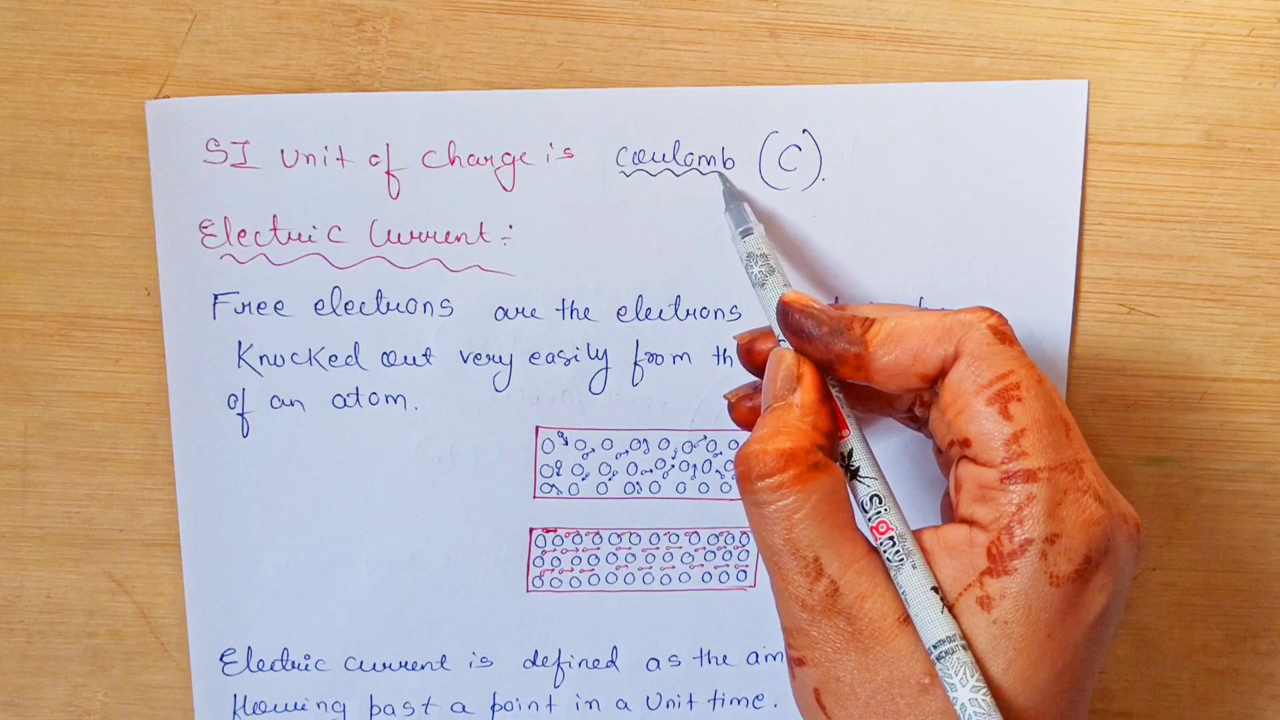 SI unit of charge is coulomb (C).
Electric Current :-
Free electrons are the electrons
Knocked out very easily from th
of an atom.
Electric current is defined as the am
flowing past a point in a unit time.
Signy